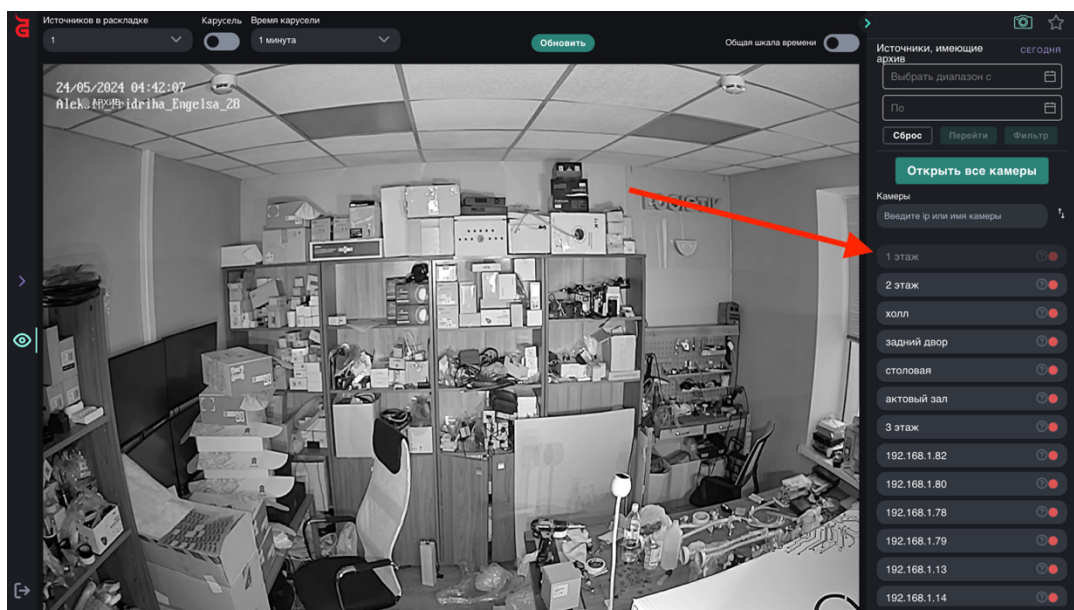 Источников в раскладке
Карусель
Время карусели
1
1 минута
Обновить
Общая шкала времени
24/05/2024 04:42:07
АРХИВ
idriha_Engelsa_28
LOGISTIK
Источники, имеющие архив
СЕГОДНЯ
Выбрать диапазон с
По
Сброс
Перейти
Фильтр
Открыть все камеры
Камеры
Введите ip или имя камеры
1 этаж
2 этаж
холл
задний двор
столовая
актовый зал
3 этаж
192.168.1.82
192.168.1.80
192.168.1.78
192.168.1.79
192.168.1.13
192.168.1.14